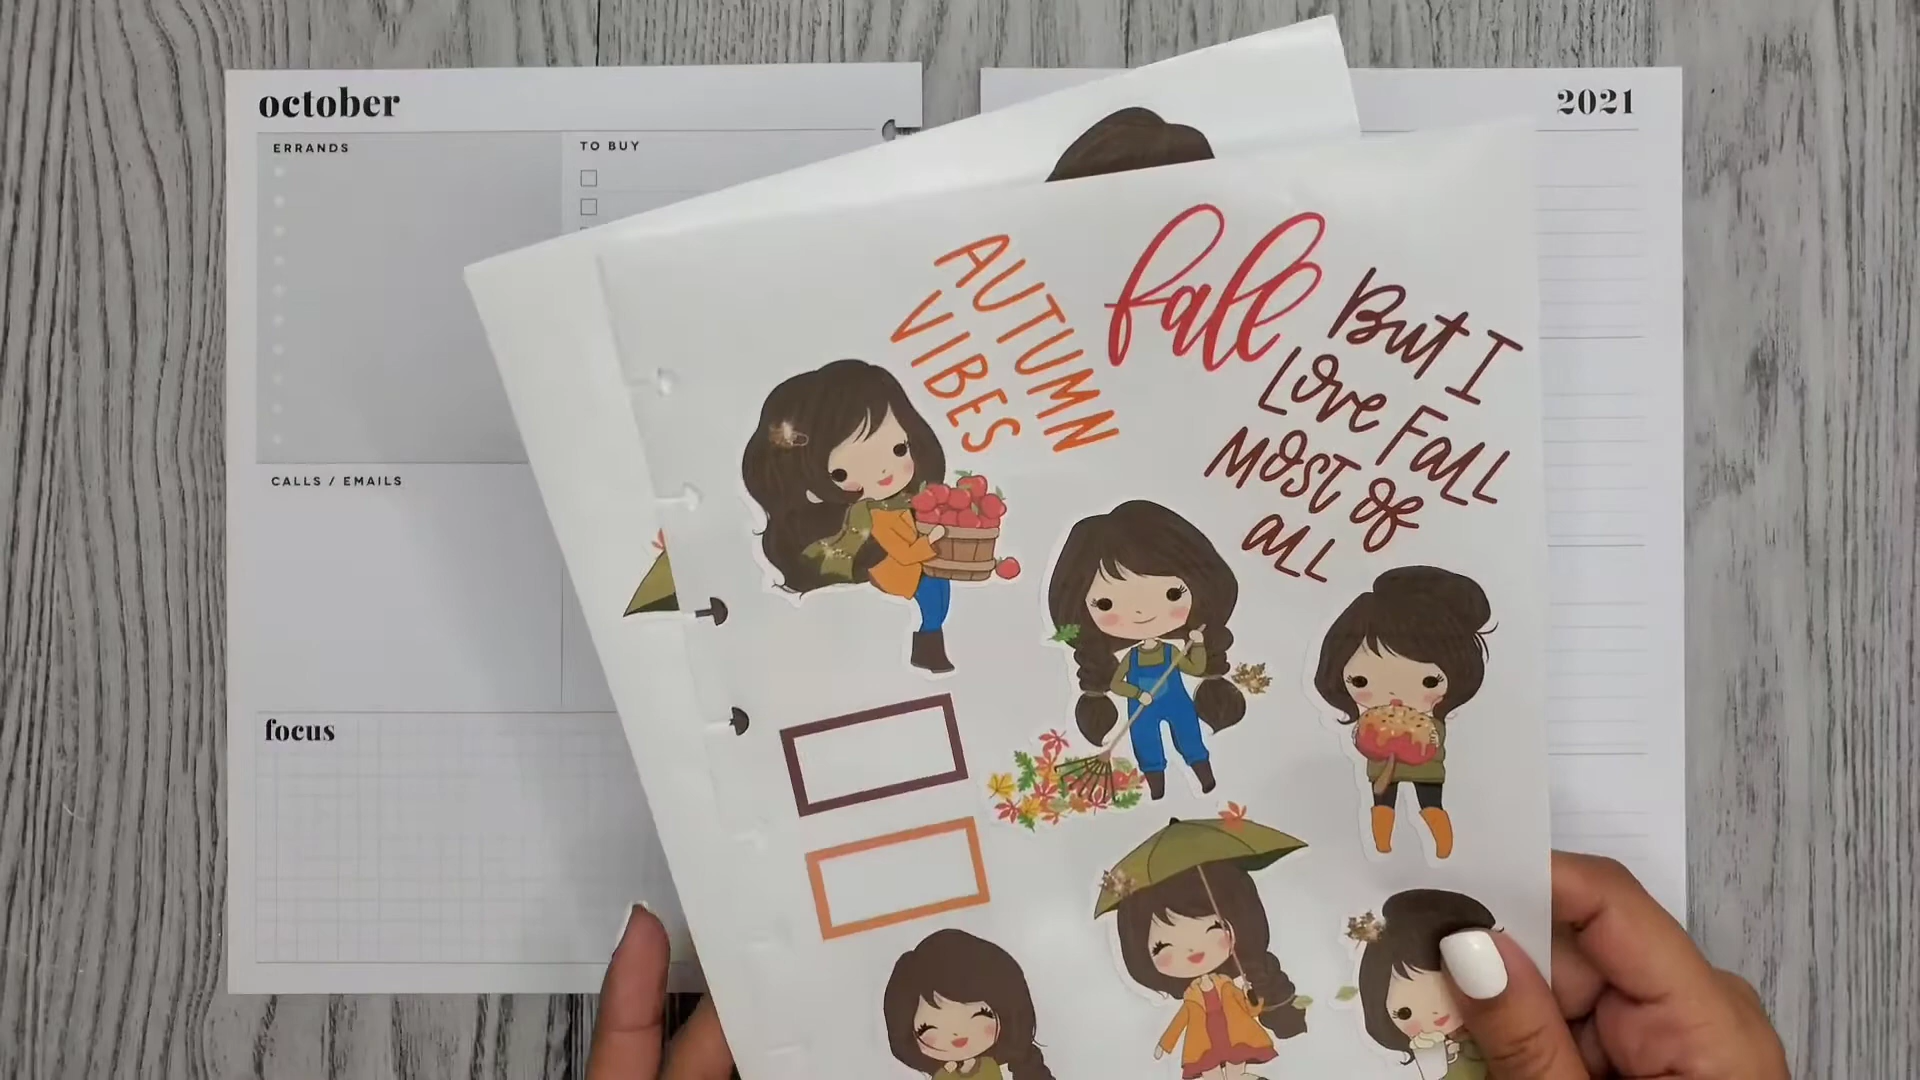 october
2021
ERRANDS
TO BUY
CALLS / EMAILS
focus
AUTUMN
VIBES
fall
But I
Love Fall
Most of
all